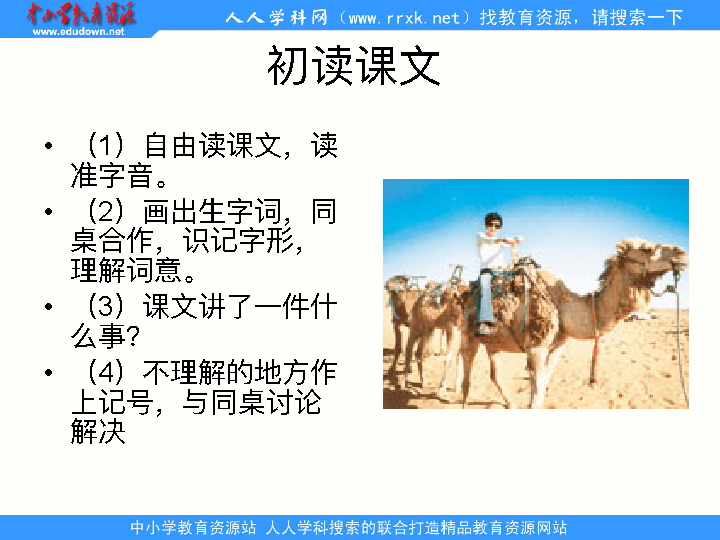 中小学教育资源
www.edudown.net
人人学科网（www.rrxk.net）找教育资源，请搜索一下
初读课文
• （1）自由读课文，读
准字音。
• （2）画出生字词，同
桌合作，识记字形，
理解词意。
• （3）课文讲了一件什
么事？
• （4）不理解的地方作
上记号，与同桌讨论
解决
中小学教育资源站 人人学科搜索的联合打造精品教育资源网站